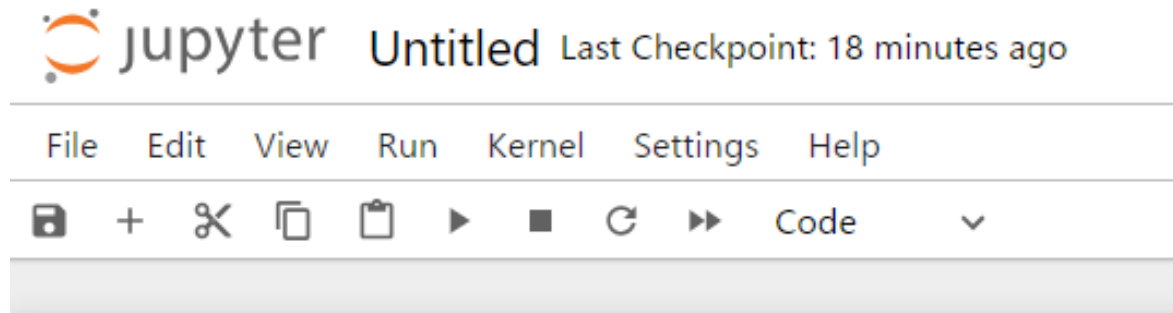 jupyter Untitled Last Checkpoint: 18 minutes ago
File Edit View Run Kernel Settings Help
Code